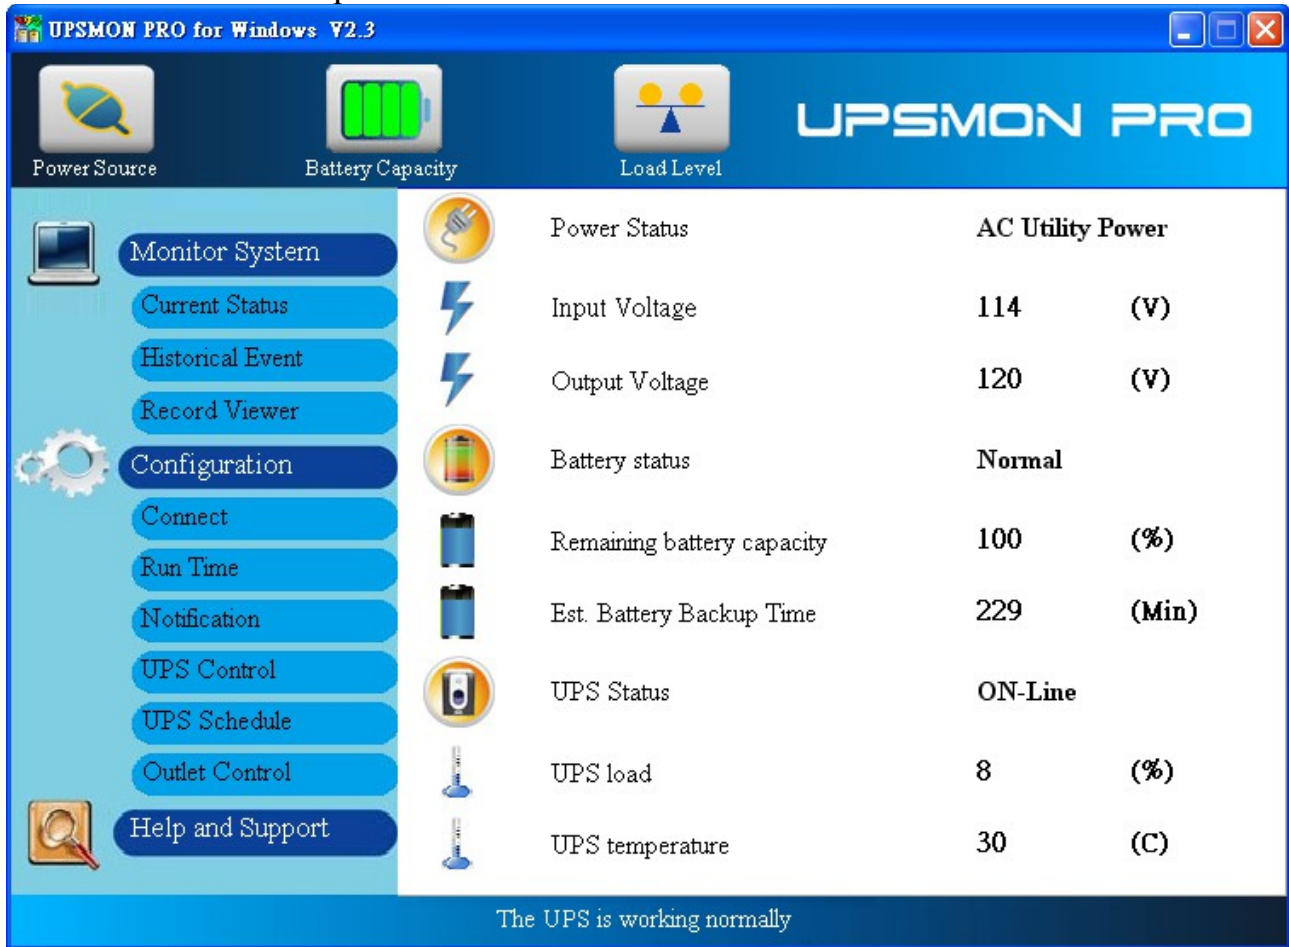 UPSMON PRO for Windows V2.3
UPSMON PRO
Power Source
Battery Capacity
Load Level
Monitor System
Current Status
Historical Event
Record Viewer
Configuration
Connect
Run Time
Notification
UPS Control
UPS Schedule
Outlet Control
Help and Support
Power Status AC Utility Power
Input Voltage 114 (V)
Output Voltage 120 (V)
Battery status Normal
Remaining battery capacity 100 (%)
Est. Battery Backup Time 229 (Min)
UPS Status ON-Line
UPS load 8 (%)
UPS temperature 30 (C)
The UPS is working normally